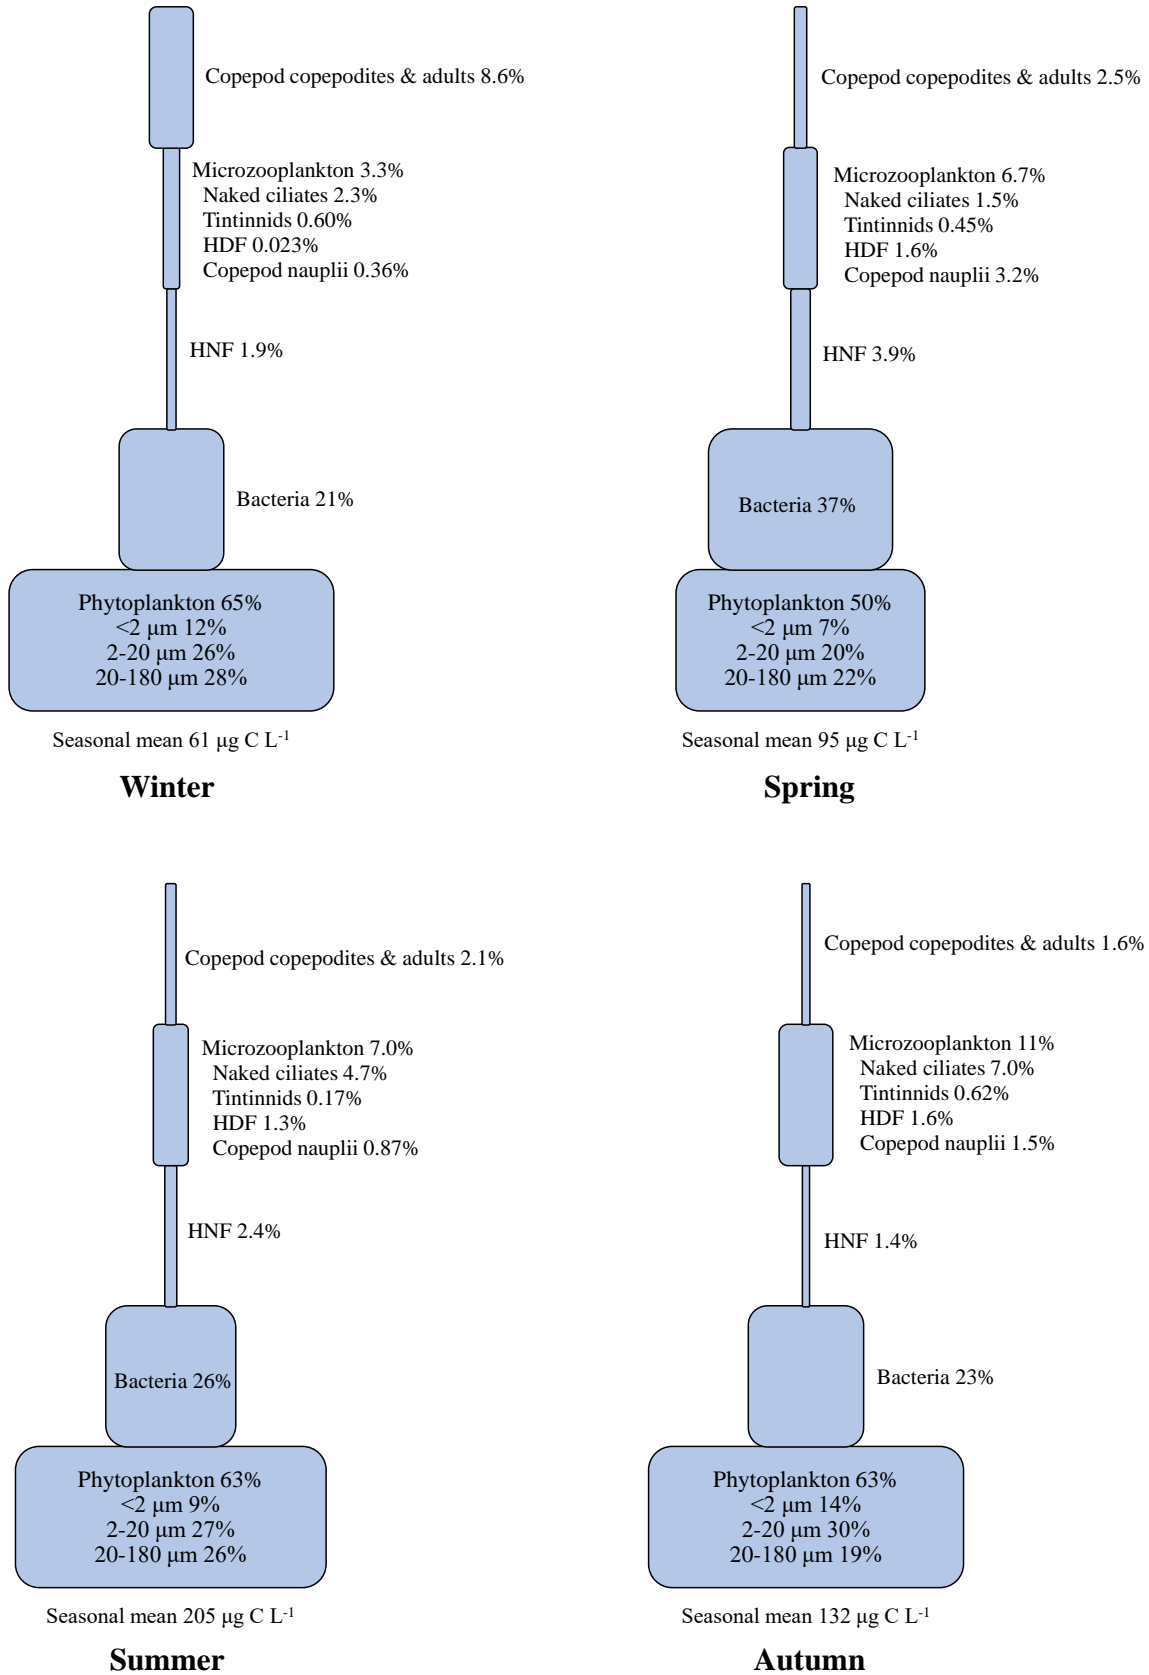 Copepod copepodites & adults 8.6%
Microzooplankton 3.3%
Naked ciliates 2.3%
Tintinnids 0.60%
HDF 0.023%
Copepod nauplii 0.36%
HNF 1.9%
Bacteria 21%
Phytoplankton 65%
<2 μm 12%
2-20 μm 26%
20-180 μm 28%
Seasonal mean 61 μg C L-1
Winter
Copepod copepodites & adults 2.5%
Microzooplankton 6.7%
Naked ciliates 1.5%
Tintinnids 0.45%
HDF 1.6%
Copepod nauplii 3.2%
HNF 3.9%
Bacteria 37%
Phytoplankton 50%
<2 μm 7%
2-20 μm 20%
20-180 μm 22%
Seasonal mean 95 μg C L-1
Spring
Copepod copepodites & adults 2.1%
Microzooplankton 7.0%
Naked ciliates 4.7%
Tintinnids 0.17%
HDF 1.3%
Copepod nauplii 0.87%
HNF 2.4%
Bacteria 26%
Phytoplankton 63%
<2 μm 9%
2-20 μm 27%
20-180 μm 26%
Seasonal mean 205 μg C L-1
Summer
Copepod copepodites & adults 1.6%
Microzooplankton 11%
Naked ciliates 7.0%
Tintinnids 0.62%
HDF 1.6%
Copepod nauplii 1.5%
HNF 1.4%
Bacteria 23%
Phytoplankton 63%
<2 μm 14%
2-20 μm 30%
20-180 μm 19%
Seasonal mean 132 μg C L-1
Autumn